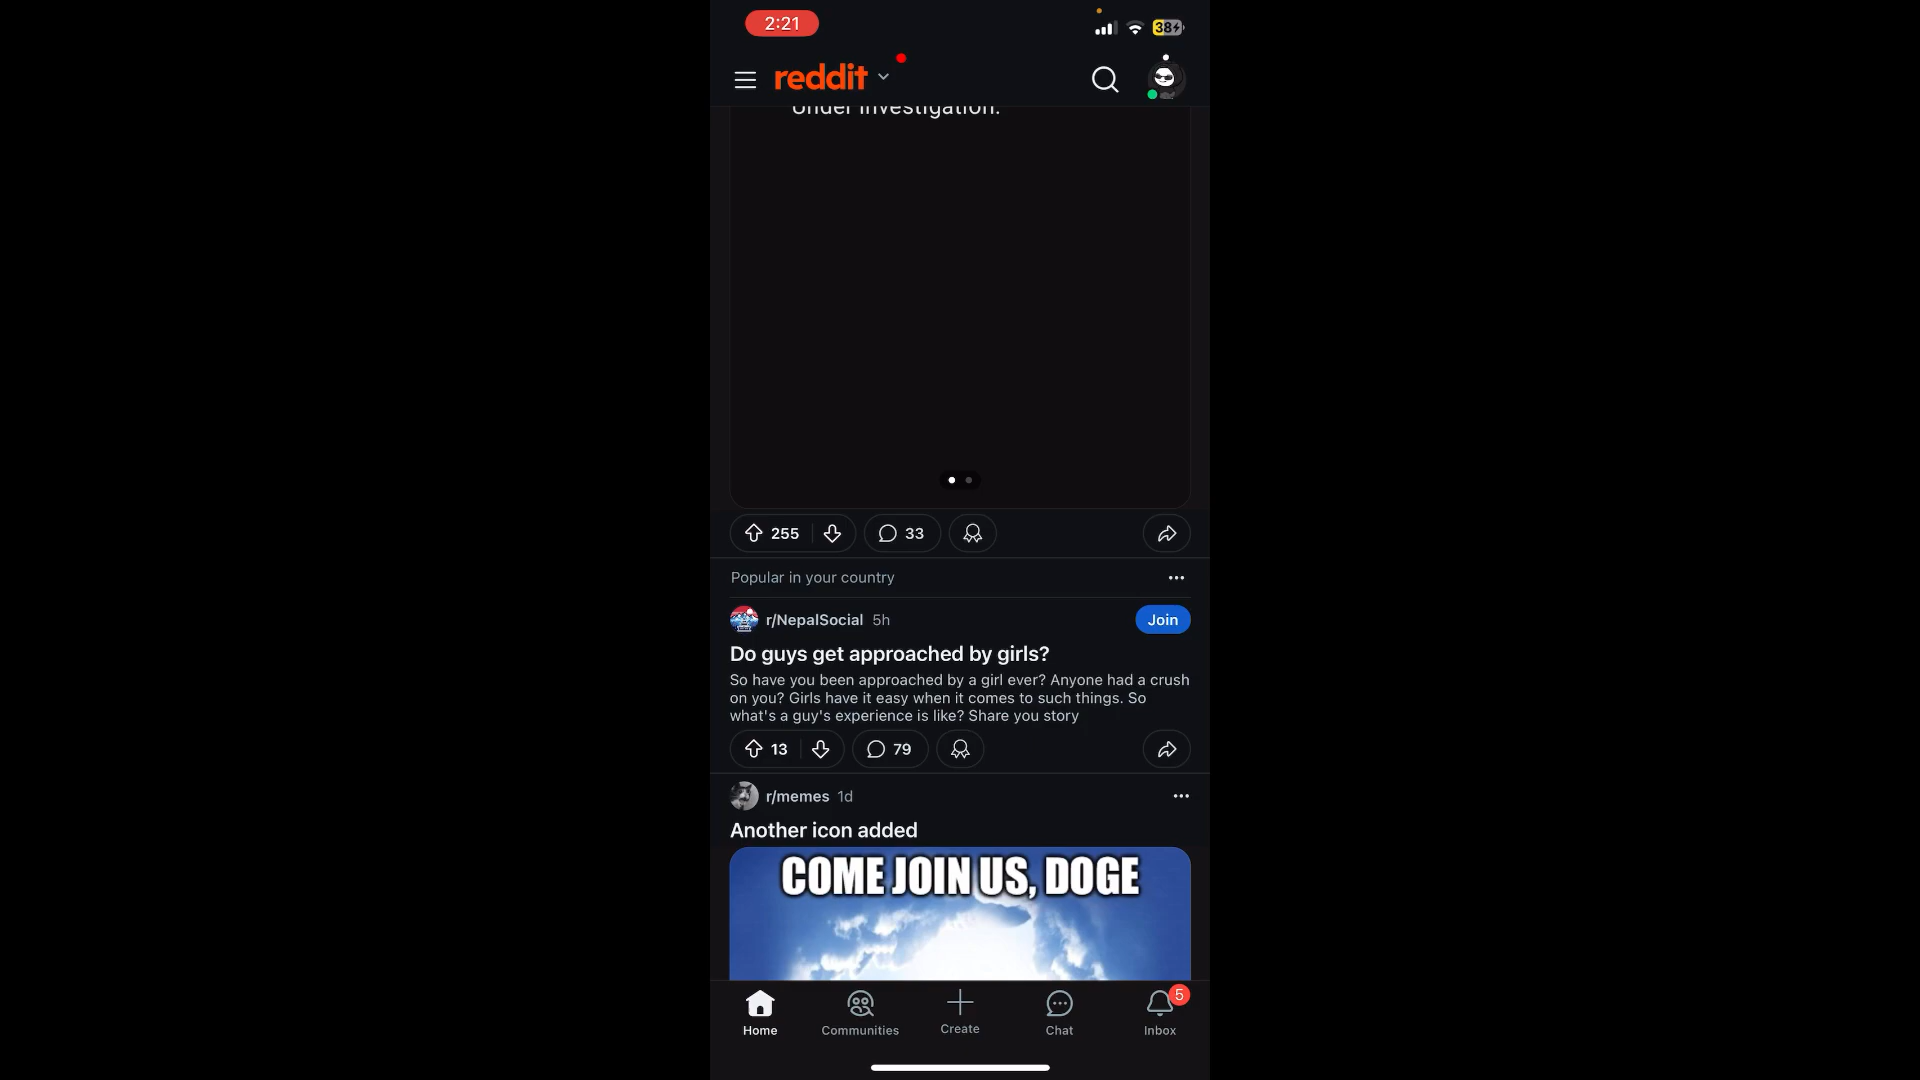 2:21
38
reddit
Under Investigation.
255
33
Popular in your country
r/NepalSocial 5h
Join
Do guys get approached by girls?
So have you been approached by a girl ever? Anyone had a crush
on you? Girls have it easy when it comes to such things. So
what's a guy's experience is like? Share you story
13
79
r/memes 1d
Another icon added
COME JOIN US, DOGE
Home
Communities
Create
Chat
5
Inbox